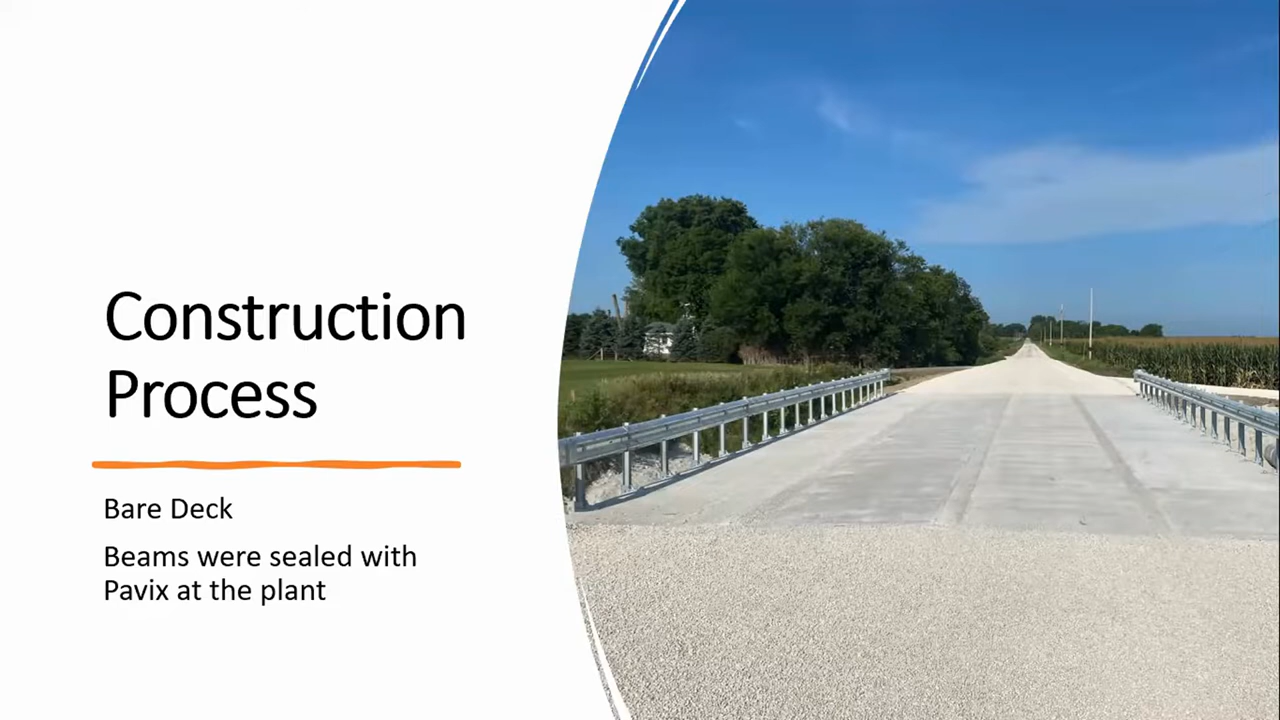 Construction
Process
Bare Deck
Beams were sealed with
Pavix at the plant